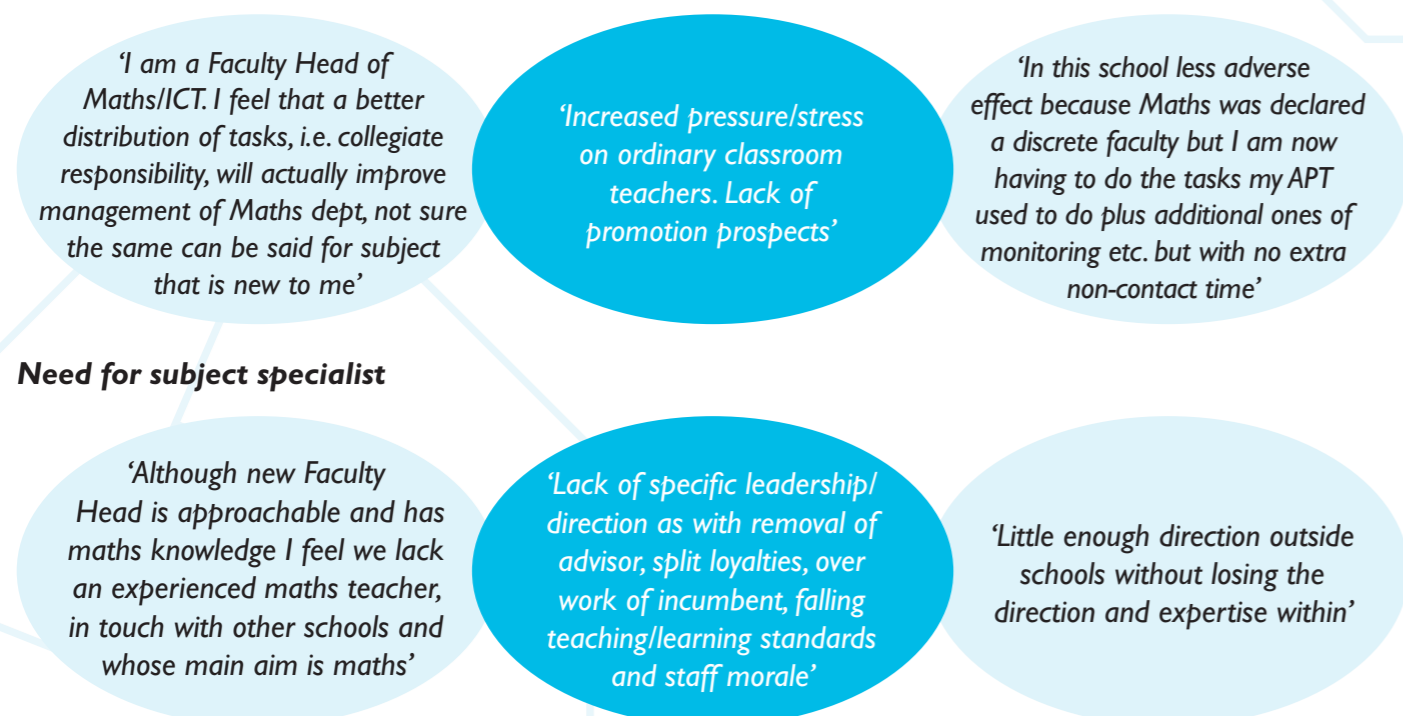 ‘I am a Faculty Head of
Maths/ICT. I feel that a better
distribution of tasks, i.e. collegiate
responsibility, will actually improve
management of Maths dept, not sure
the same can be said for subject
that is new to me’
‘Increased pressure/stress
on ordinary classroom
teachers. Lack of
promotion prospects’
‘In this school less adverse
effect because Maths was declared
a discrete faculty but I am now
having to do the tasks my APT
used to do plus additional ones of
monitoring etc. but with no extra
non-contact time’
Need for subject specialist
‘Although new Faculty
Head is approachable and has
maths knowledge I feel we lack
an experienced maths teacher,
in touch with other schools and
whose main aim is maths’
‘Lack of specific leadership/
direction as with removal of
advisor, split loyalties, over
work of incumbent, falling
teaching/learning standards
and staff morale’
‘Little enough direction outside
schools without losing the
direction and expertise within’